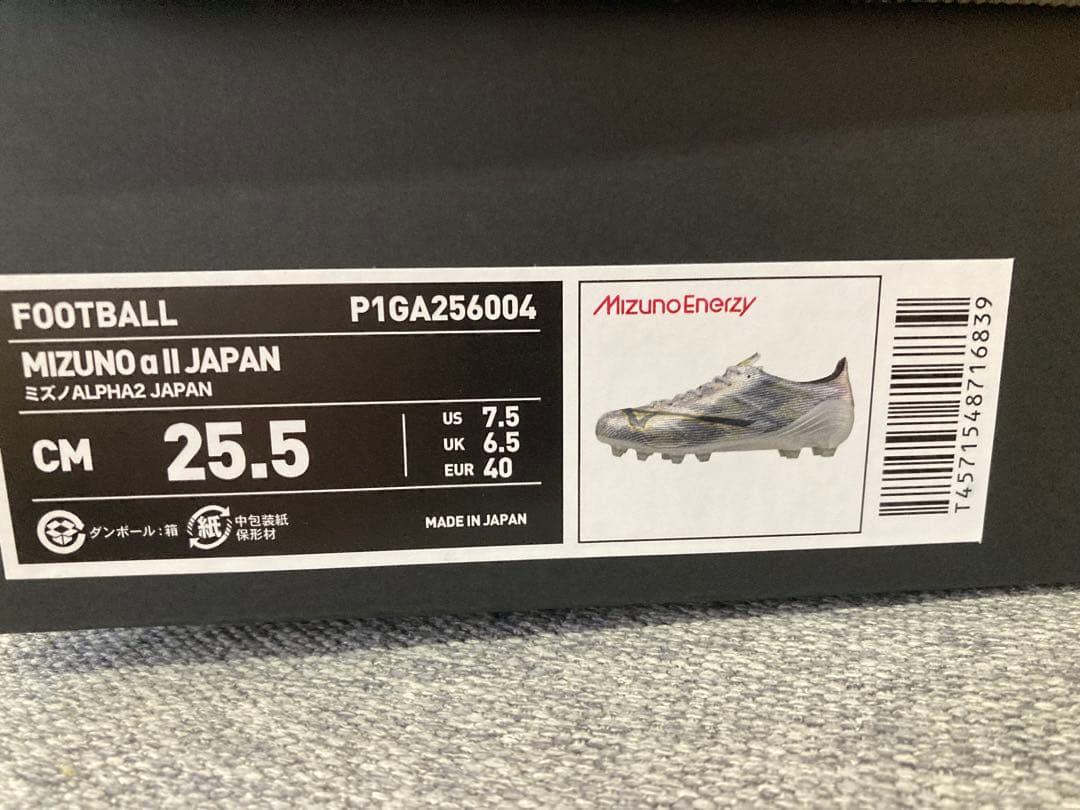 FOOTBALL P1GA256004
MIZUNO α II JAPAN
ミズノALPHA2 JAPAN
CM 25.5
US 7.5
UK 6.5
EUR 40
ダンボール:箱
紙 中包装紙
保形材
MADE IN JAPAN
MIZUNO ENERZY
T4571548716839